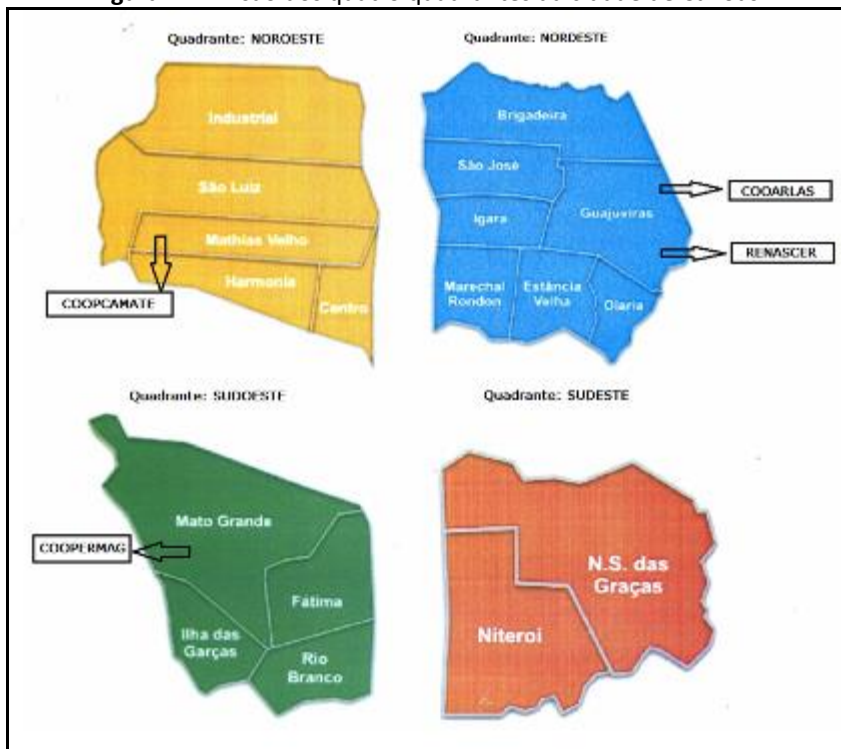 Quadrante: NOROESTE
Quadrante: NORDESTE
Industrial
São Luiz
Mathias Velho
Harmonia
Centro
COOPCAMATE
Brigadeira
São José
Igara
Guajuviras
Marechal
Rondon
Estância
Velha
Olaria
COOARLAS
RENASCER
Quadrante: SUDOESTE
Quadrante: SUDESTE
Mato Grande
COOPERMAG
Fátima
Ilha das
Garças
Rio
Branco
N.S. das
Graças
Niteroi